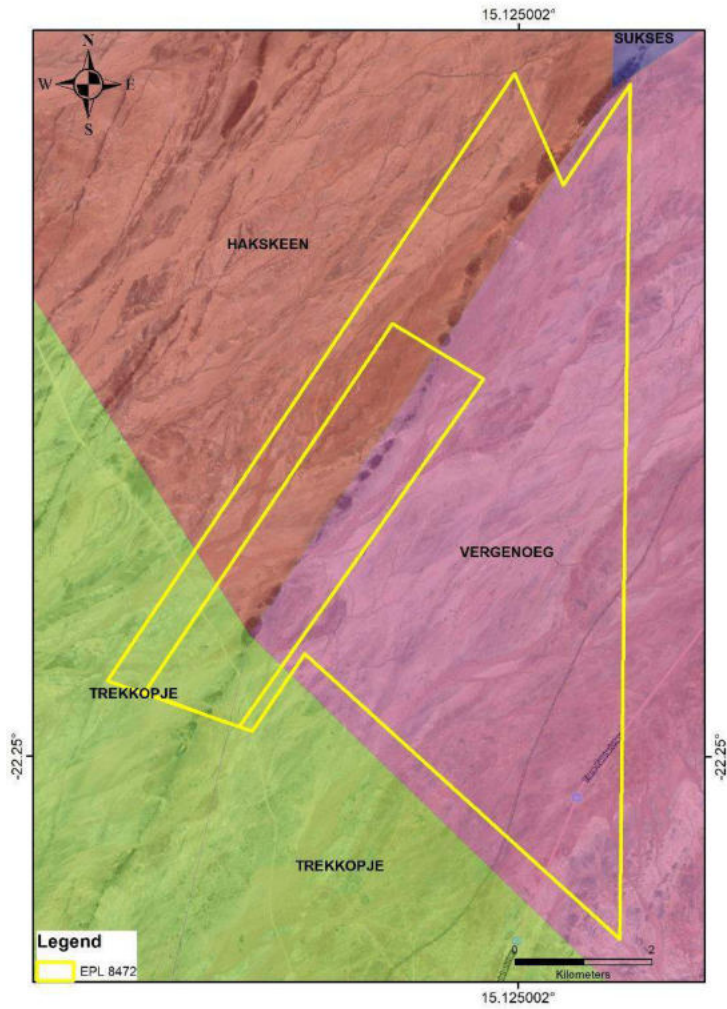 15.125002°
SUKSES
N
W E
S
HAKSKEEN
VERGENOEG
TREKKOPJE
-22.25°
-22.25°
TREKKOPJE
Legend
EPL 8472
0 2
Kilometers
15.125002°